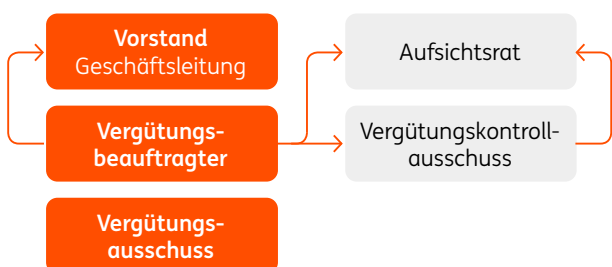 Vorstand
Geschäftsleitung
Aufsichtsrat
Vergütungs-
beauftragter
Vergütungskontroll-
ausschuss
Vergütungs-
ausschuss